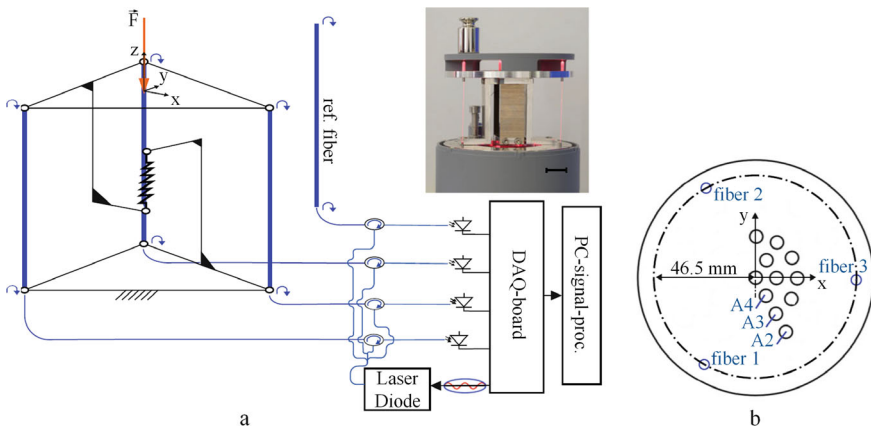 F
z
y
x
ref. fiber
DAQ-board
PC-signal-proc.
Laser
Diode
a
fiber 2
y
46.5 mm
fiber 3
x
A4
A3
A2
fiber 1
b